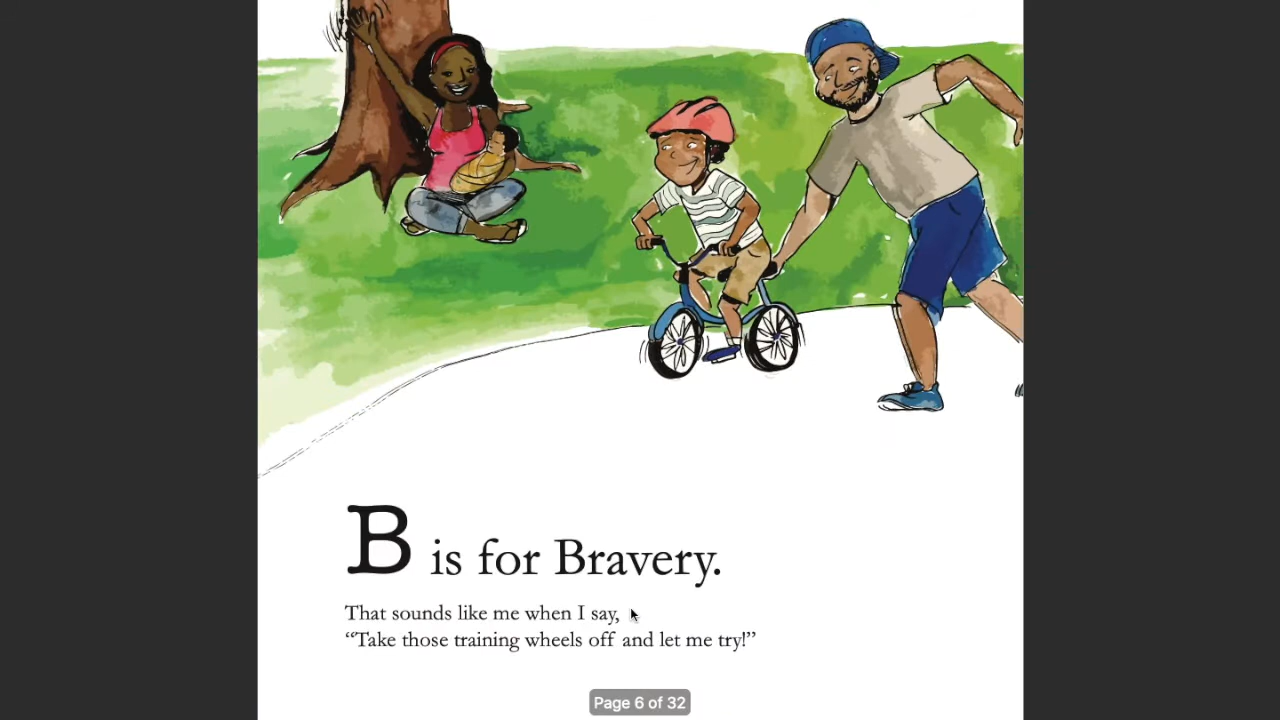 B is for Bravery.
That sounds like me when I say,
“Take those training wheels off and let me try!”
Page 6 of 32